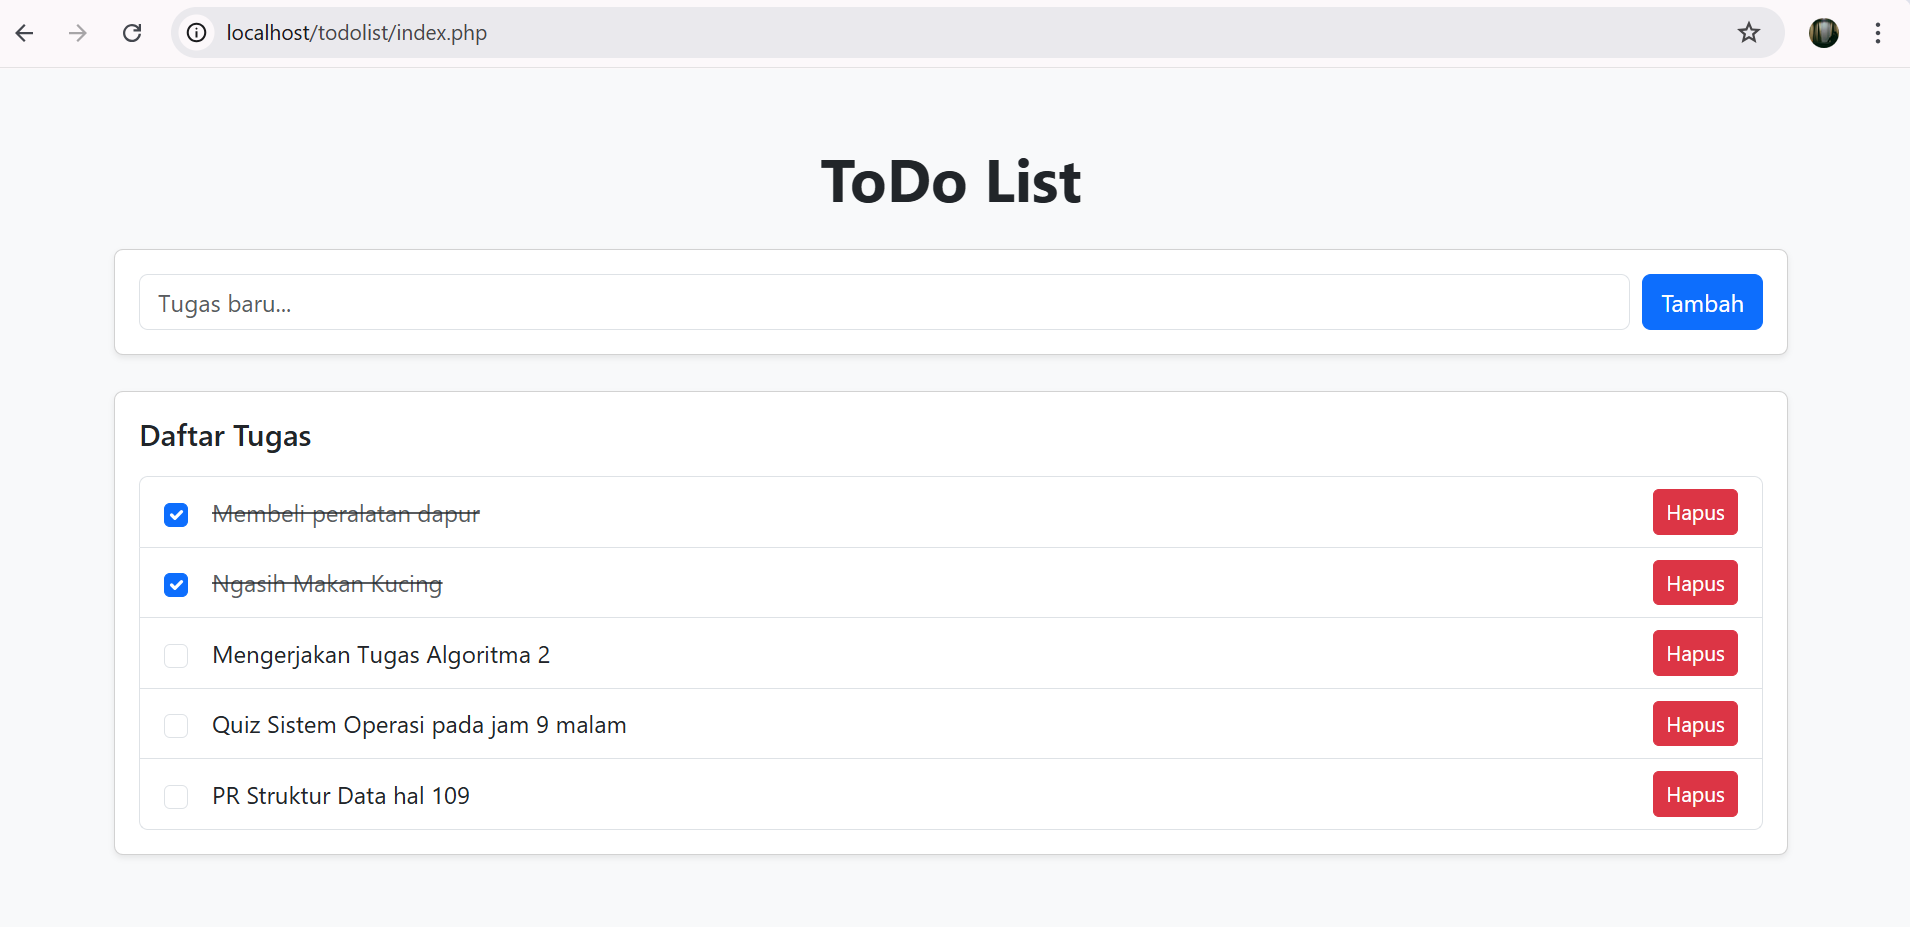 localhost/todolist/index.php
ToDo List
Tugas baru...
Tambah
Daftar Tugas
Membeli peralatan dapur
Hapus
Ngasih Makan Kucing
Hapus
Mengerjakan Tugas Algoritma 2
Hapus
Quiz Sistem Operasi pada jam 9 malam
Hapus
PR Struktur Data hal 109
Hapus